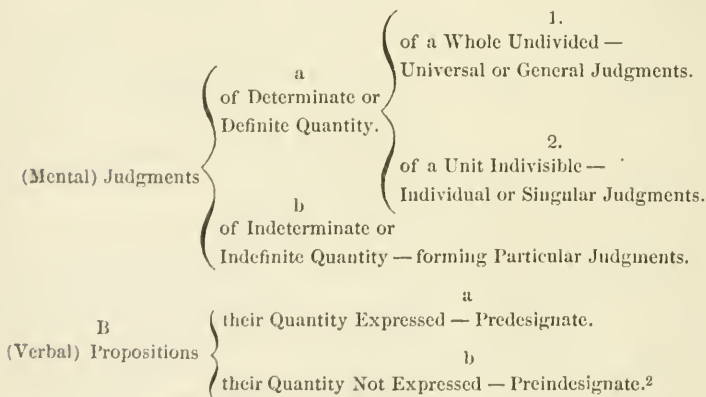 1.
of a Whole Undivided —
Universal or General Judgments.
a
of Determinate or
Definite Quantity.
2.
of a Unit Indivisible —
Individual or Singular Judgments.
(Mental) Judgments
b
of Indeterminate or
Indefinite Quantity — forming Particular Judgments.
a
their Quantity Expressed — Predesignate.
B
(Verbal) Propositions
b
their Quantity Not Expressed — Preindesignate.2